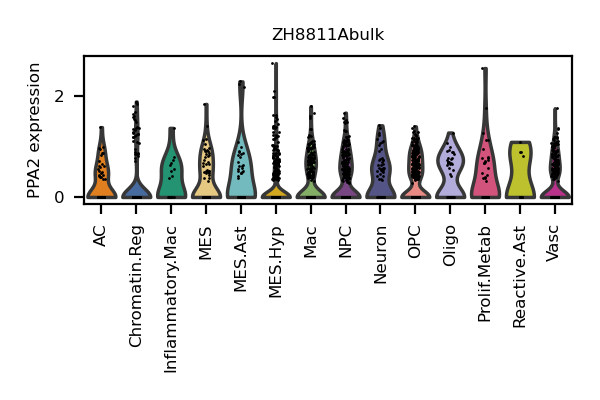 ZH8811Abulk
PPA2 expression
2
0
AC
Chromatin.Reg
Inflammatory.Mac
MES
MES.Ast
MES.Hyp
Mac
NPC
Neuron
OPC
Oligo
Prolif.Metab
Reactive.Ast
Vasc